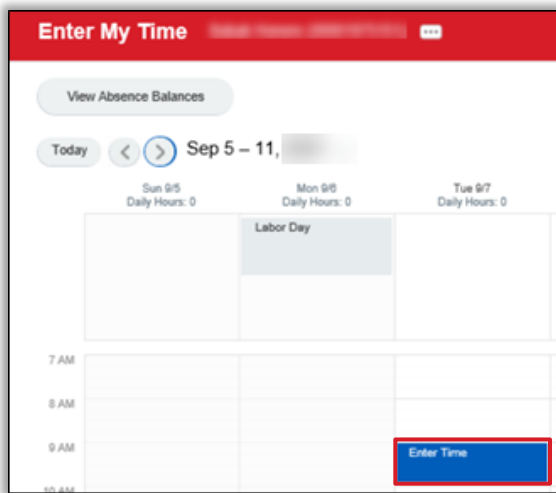 Enter My Time
View Absence Balances
Today Sep 5 – 11,
Sun 9/5 Mon 9/6 Tue 9/7
Daily Hours: 0 Daily Hours: 0 Daily Hours: 0
Labor Day
7 AM
8 AM
9 AM Enter Time
10 AM